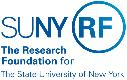 SUNY RF
The Research
Foundation for
The State University of New York